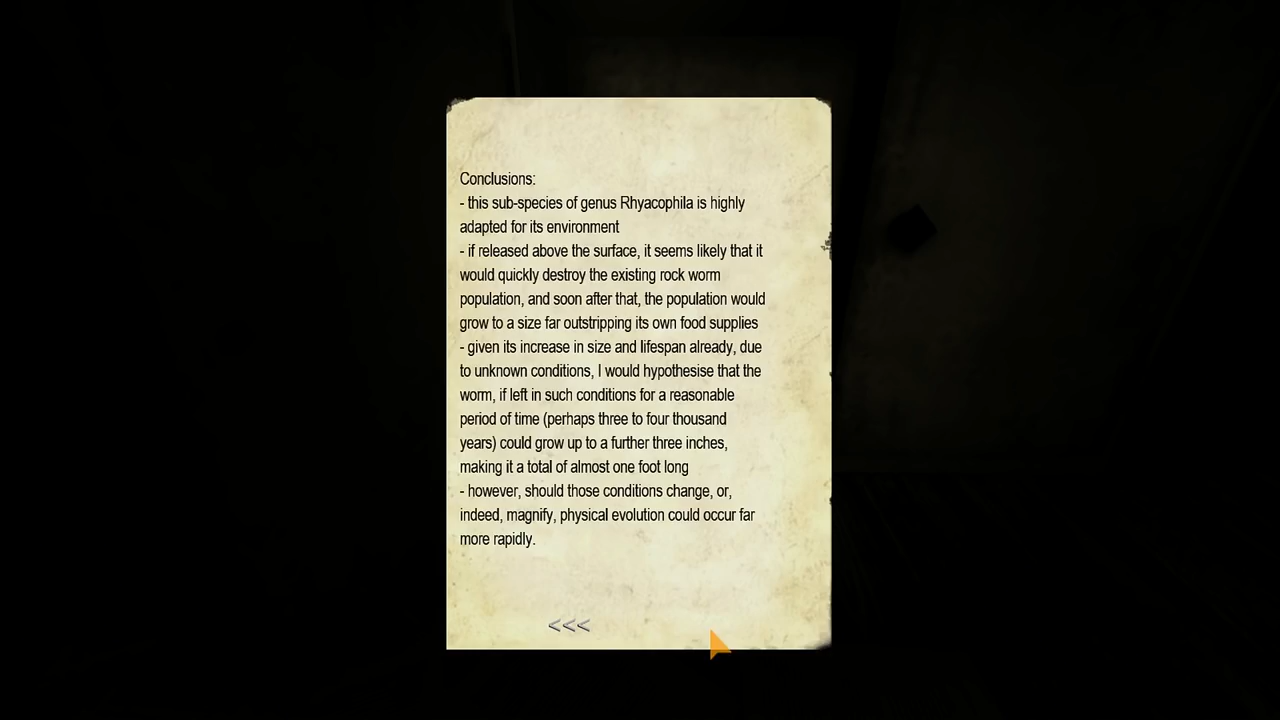 Conclusions:
- this sub-species of genus Rhyacophila is highly
adapted for its environment
- if released above the surface, it seems likely that it
would quickly destroy the existing rock worm
population, and soon after that, the population would
grow to a size far outstripping its own food supplies
- given its increase in size and lifespan already, due
to unknown conditions, I would hypothesise that the
worm, if left in such conditions for a reasonable
period of time (perhaps three to four thousand
years) could grow up to a further three inches,
making it a total of almost one foot long
- however, should those conditions change, or,
indeed, magnify, physical evolution could occur far
more rapidly.
<<<